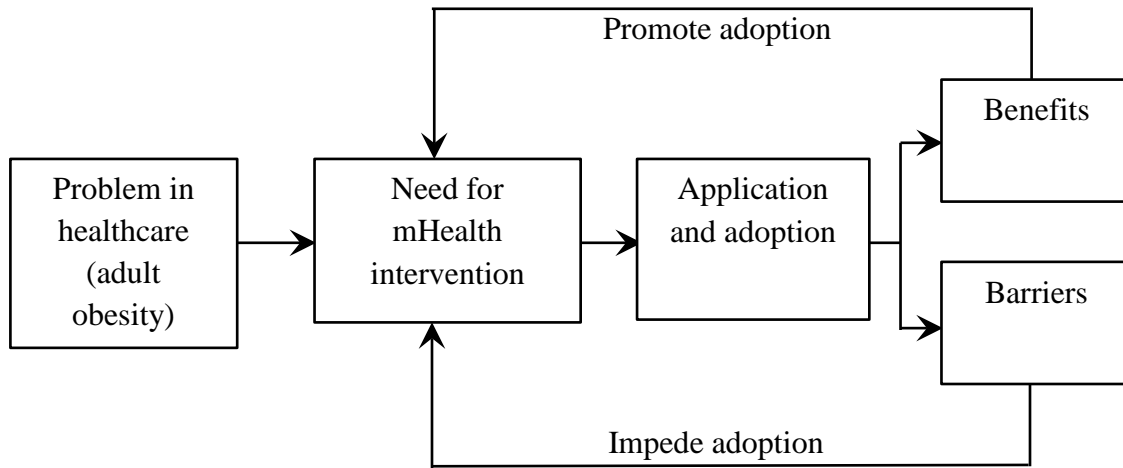 Promote adoption
Benefits
Problem in
healthcare
(adult
obesity)
Need for
mHealth
intervention
Application
and adoption
Barriers
Impede adoption